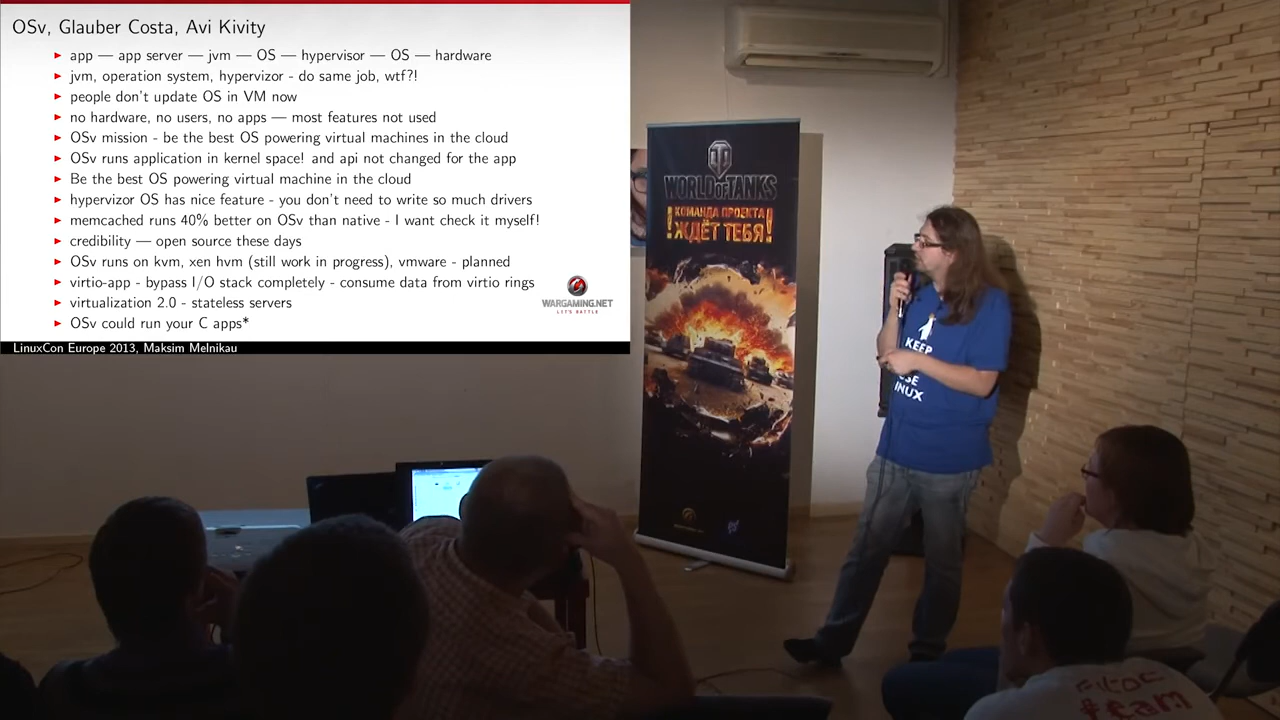 OSv, Glauber Costa, Avi Kivity
app — app server — jvm — OS — hypervisor — OS — hardware
jvm, operation system, hypervizor - do same job, wtf?!
people don't update OS in VM now
no hardware, no users, no apps — most features not used
OSv mission - be the best OS powering virtual machines in the cloud
OSv runs application in kernel space! and api not changed for the app
Be the best OS powering virtual machine in the cloud
hypervizor OS has nice feature - you don't need to write so much drivers
memcached runs 40% better on OSv than native - I want check it myself!
credibility — open source these days
OSv runs on kvm, xen hvm (still work in progress), vmware - planned
virtio-app - bypass I/O stack completely - consume data from virtio rings
virtualization 2.0 - stateless servers
OSv could run your C apps*
WARGAMING.NET
LET'S BATTLE
LinuxCon Europe 2013, Maksim Melnikau
WORLD OF TANKS
КОМАНДА ПРОЕКТА
ЖДЁТ ТЕБЯ!
KEEP
USE
LINUX
team